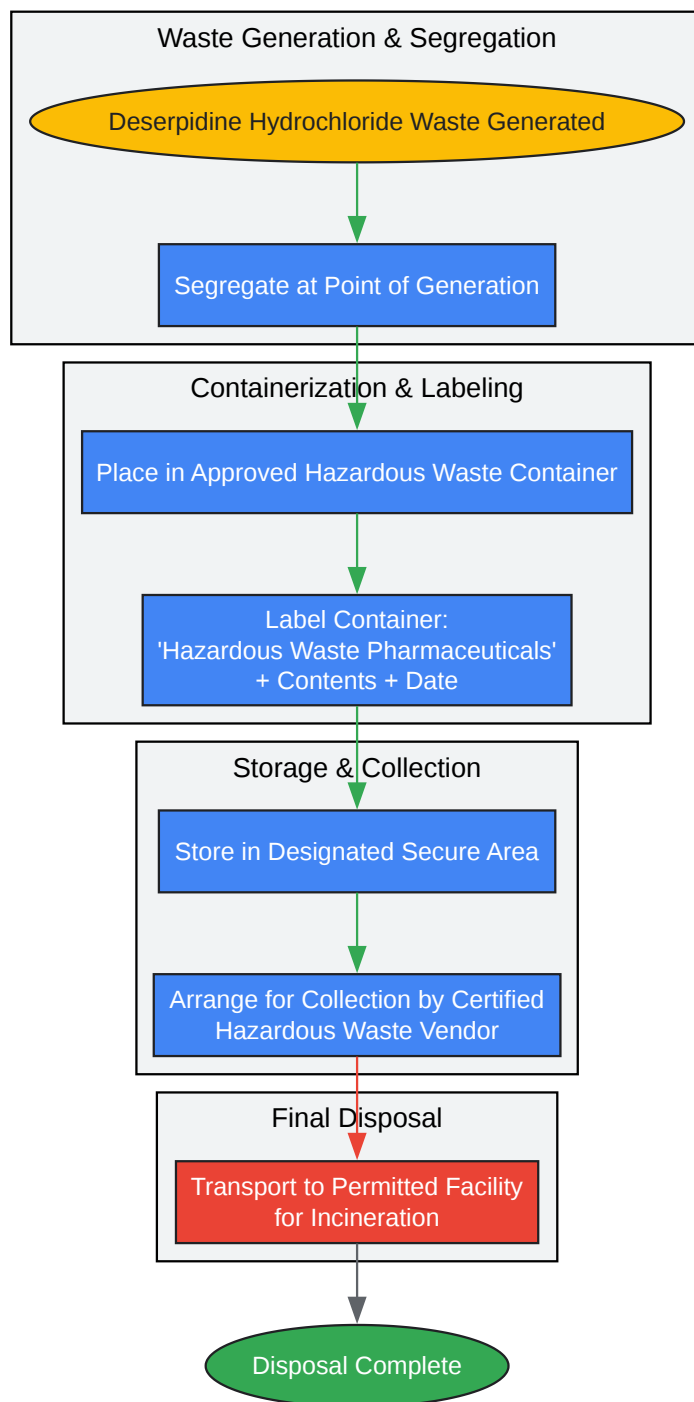 Waste Generation & Segregation
Deserpidine Hydrochloride Waste Generated
Segregate at Point of Generation
Containerization & Labeling
Place in Approved Hazardous Waste Container
Label Container:
'Hazardous Waste Pharmaceuticals'
+ Contents + Date
Storage & Collection
Store in Designated Secure Area
Arrange for Collection by Certified
Hazardous Waste Vendor
Final Disposal
Transport to Permitted Facility
for Incineration
Disposal Complete